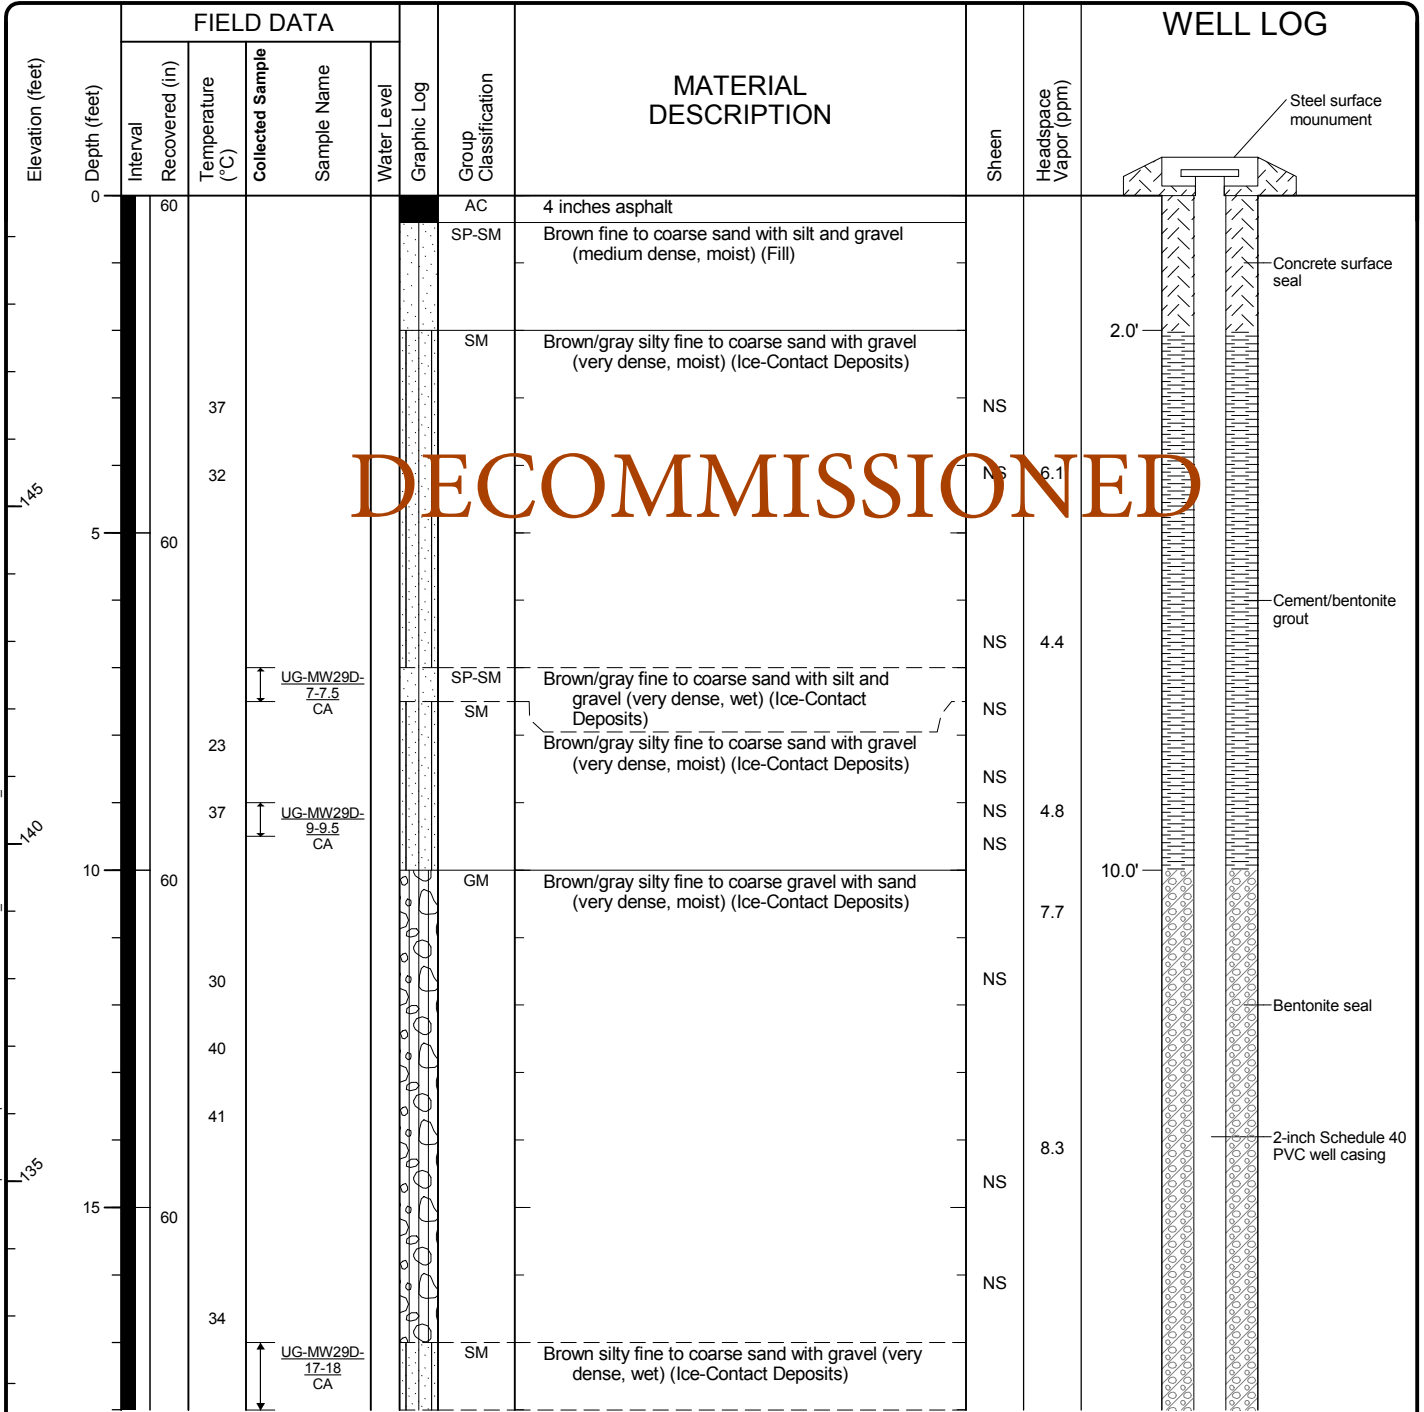 FIELD DATA
WELL LOG
Elevation (feet)
Depth (feet)
Interval
Recovered (in)
Temperature
(°C)
Collected Sample
Sample Name
Water Level
Graphic Log
Group
Classification
MATERIAL
DESCRIPTION
Sheen
Headspace
Vapor (ppm)
Steel surface
mounument
0
60
AC
4 inches asphalt
SP-SM
Brown fine to coarse sand with silt and gravel
(medium dense, moist) (Fill)
Concrete surface
seal
2.0'
SM
Brown/gray silty fine to coarse sand with gravel
(very dense, moist) (Ice-Contact Deposits)
37
NS
32
NS
6.1
DECOMMISSIONED
145
5
60
Cement/bentonite
grout
NS
4.4
UG-MW29D-
7-7.5
CA
SP-SM
Brown/gray fine to coarse sand with silt and
gravel (very dense, wet) (Ice-Contact
Deposits)
SM
NS
23
Brown/gray silty fine to coarse sand with gravel
(very dense, moist) (Ice-Contact Deposits)
NS
37
UG-MW29D-
9-9.5
CA
NS
4.8
140
NS
10
60
GM
Brown/gray silty fine to coarse gravel with sand
(very dense, moist) (Ice-Contact Deposits)
10.0'
7.7
30
NS
Bentonite seal
40
41
8.3
2-inch Schedule 40
PVC well casing
135
NS
15
60
NS
34
UG-MW29D-
17-18
CA
SM
Brown silty fine to coarse sand with gravel (very
dense, wet) (Ice-Contact Deposits)